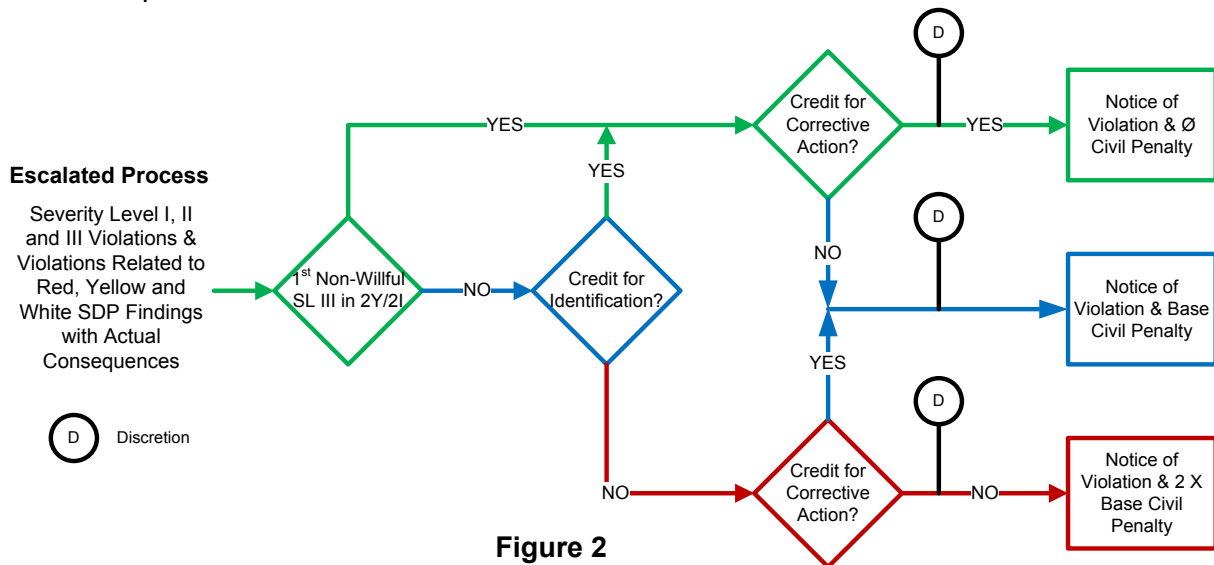 Escalated Process
Severity Level I, II
and III Violations &
Violations Related to
Red, Yellow and
White SDP Findings
with Actual
Consequences
D Discretion
1st Non-Willful
SL III in 2Y/2I
YES
NO
Credit for
Identification?
YES
NO
Credit for
Corrective
Action?
D
YES
Notice of
Violation & Ø
Civil Penalty
NO
D
Notice of
Violation & Base
Civil Penalty
YES
Credit for
Corrective
Action?
D
NO
Notice of
Violation & 2 X
Base Civil
Penalty
Figure 2